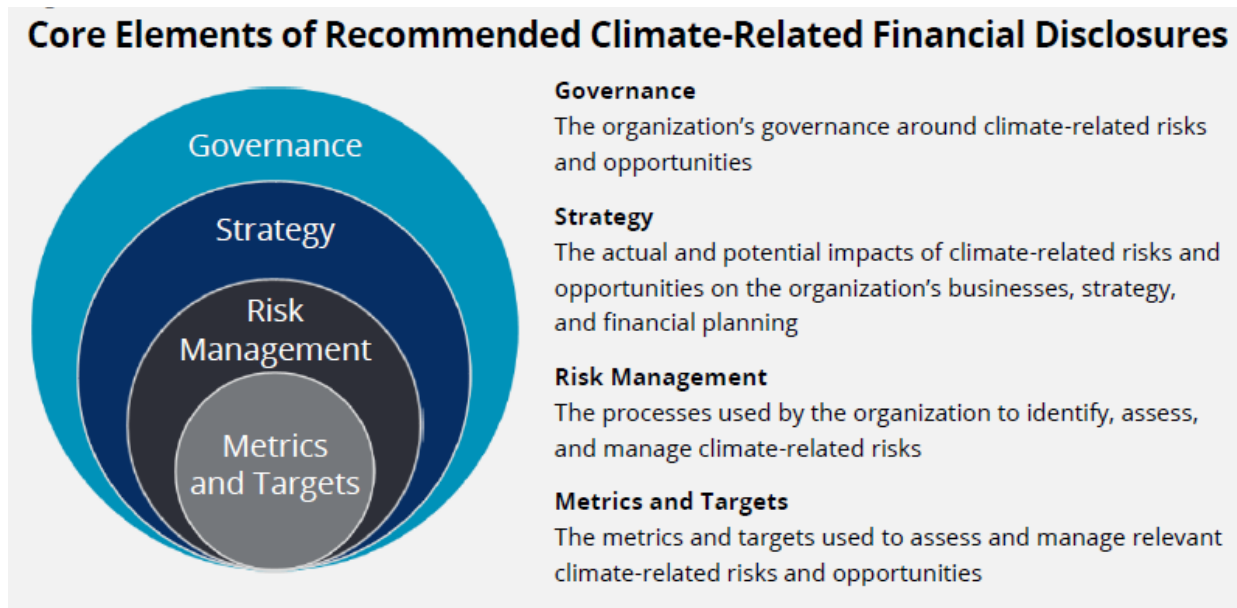 Core Elements of Recommended Climate-Related Financial Disclosures
Governance
Strategy
Risk
Management
Metrics
and Targets
Governance
The organization’s governance around climate-related risks
and opportunities
Strategy
The actual and potential impacts of climate-related risks and
opportunities on the organization’s businesses, strategy,
and financial planning
Risk Management
The processes used by the organization to identify, assess,
and manage climate-related risks
Metrics and Targets
The metrics and targets used to assess and manage relevant
climate-related risks and opportunities